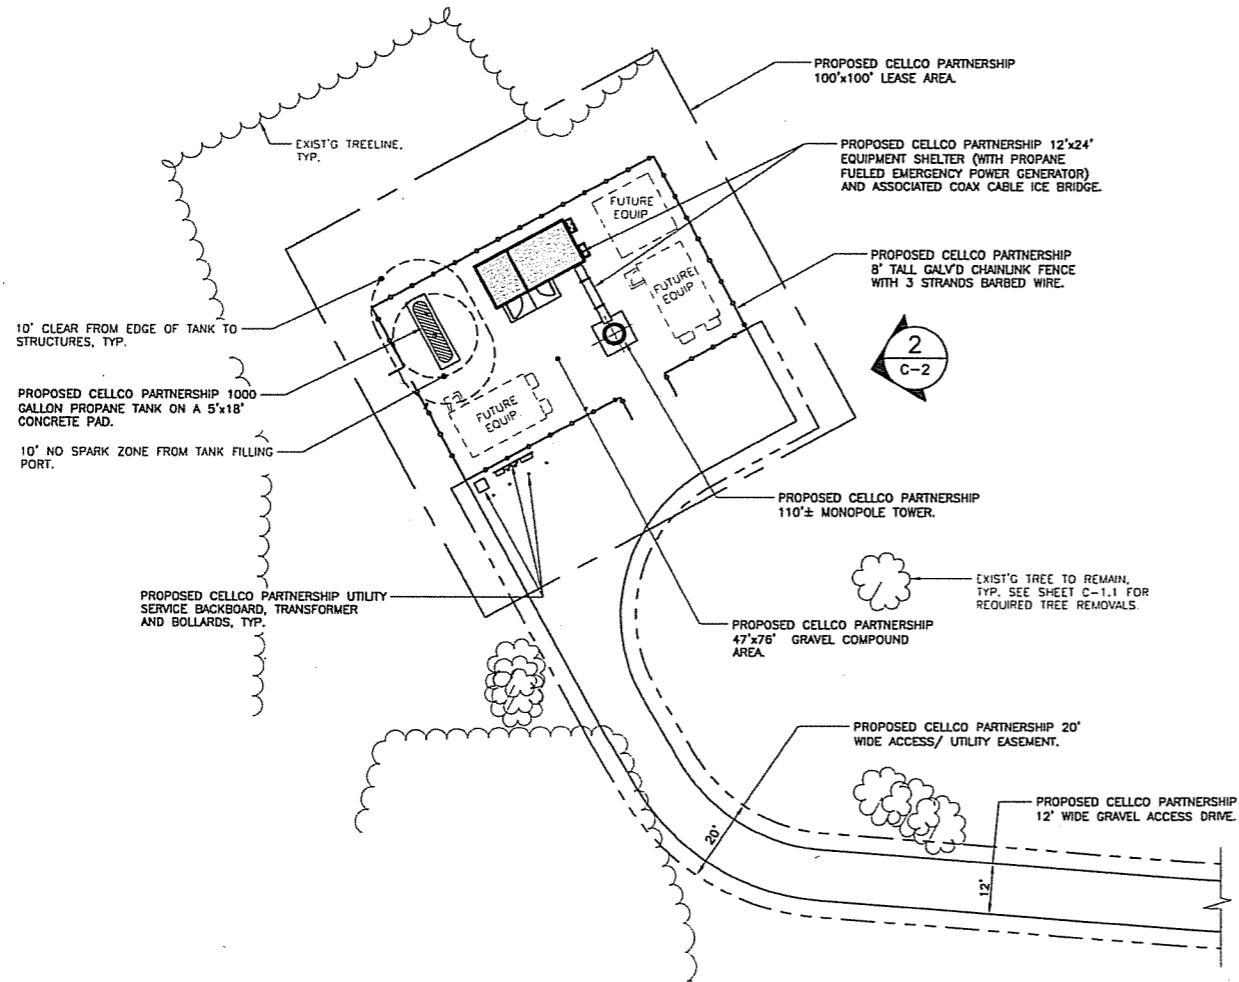 PROPOSED CELLCO PARTNERSHIP
100'x100' LEASE AREA.
EXIST'G TREELINE,
TYP.
PROPOSED CELLCO PARTNERSHIP 12'x24'
EQUIPMENT SHELTER (WITH PROPANE
FUELED EMERGENCY POWER GENERATOR)
AND ASSOCIATED COAX CABLE ICE BRIDGE.
FUTURE
EQUIP
PROPOSED CELLCO PARTNERSHIP
8' TALL GALV'D CHAINLINK FENCE
WITH 3 STRANDS BARBED WIRE.
FUTURE
EQUIP
10' CLEAR FROM EDGE OF TANK TO
STRUCTURES, TYP.
2
C-2
PROPOSED CELLCO PARTNERSHIP 1000
GALLON PROPANE TANK ON A 5'x18'
CONCRETE PAD.
FUTURE
EQUIP.
10' NO SPARK ZONE FROM TANK FILLING
PORT.
PROPOSED CELLCO PARTNERSHIP
110'± MONOPOLE TOWER.
EXIST'G TREE TO REMAIN,
TYP. SEE SHEET C-1.1 FOR
REQUIRED TREE REMOVALS.
PROPOSED CELLCO PARTNERSHIP UTILITY
SERVICE BACKBOARD, TRANSFORMER
AND BOLLARDS, TYP.
PROPOSED CELLCO PARTNERSHIP
47'x76' GRAVEL COMPOUND
AREA.
PROPOSED CELLCO PARTNERSHIP 20'
WIDE ACCESS/ UTILITY EASEMENT.
PROPOSED CELLCO PARTNERSHIP
12' WIDE GRAVEL ACCESS DRIVE.
20'
12'